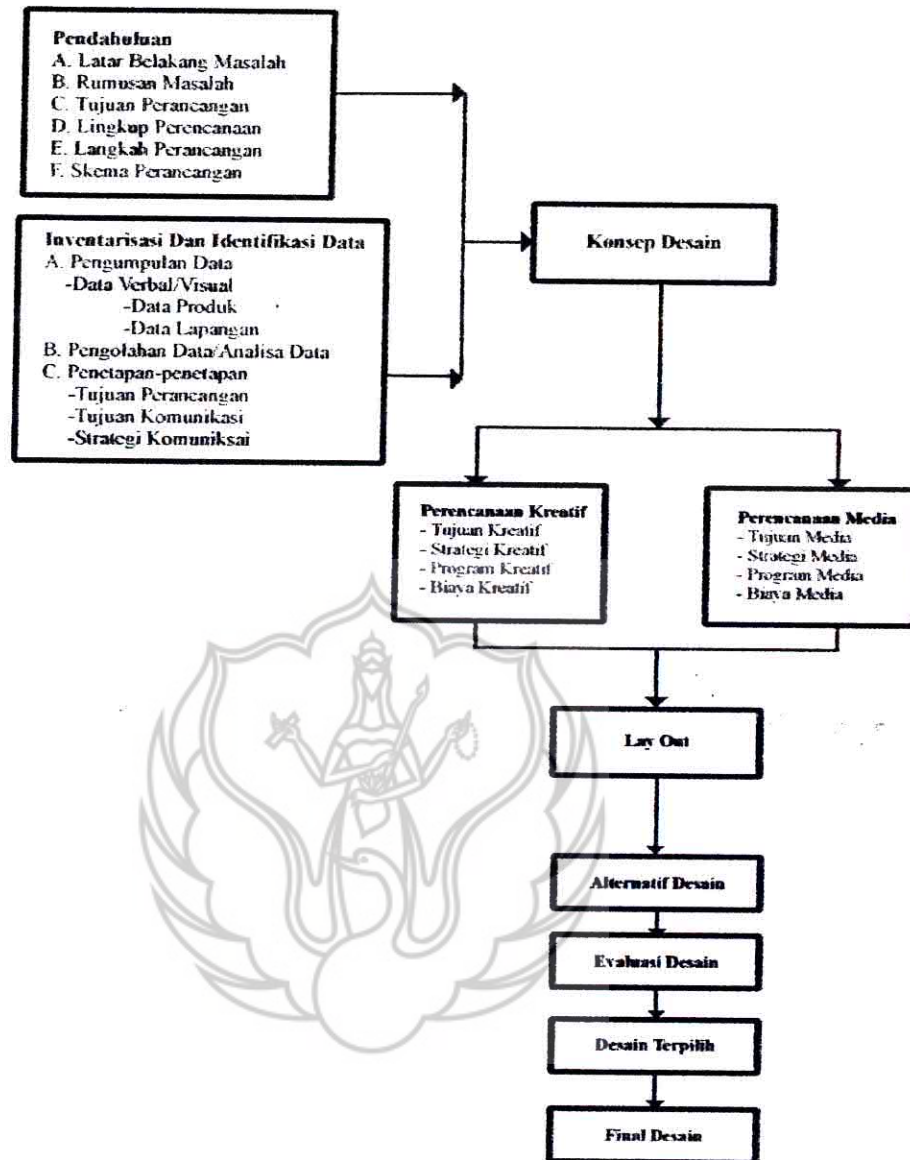 Pendahuluan
A. Latar Belakang Masalah
B. Rumusan Masalah
C. Tujuan Perancangan
D. Lingkup Perencanaan
E. Langkah Perancangan
F. Skema Perancangan
Inventarisasi Dan Identifikasi Data
A. Pengumpulan Data
-Data Verbal/Visual
-Data Produk
-Data Lapangan
B. Pengolahan Data/Analisa Data
C. Penetapan-penetapan
-Tujuan Perancangan
-Tujuan Komunikasi
-Strategi Komuniksai
Konsep Desain
Perencanaan Kreatif
- Tujuan Kreatif
- Strategi Kreatif
- Program Kreatif
- Biaya Kreatif
Perencanaan Media
- Tujuan Media
- Strategi Media
- Program Media
- Biaya Media
Lay Out
Alternatif Desain
Evaluasi Desain
Desain Terpilih
Final Desain